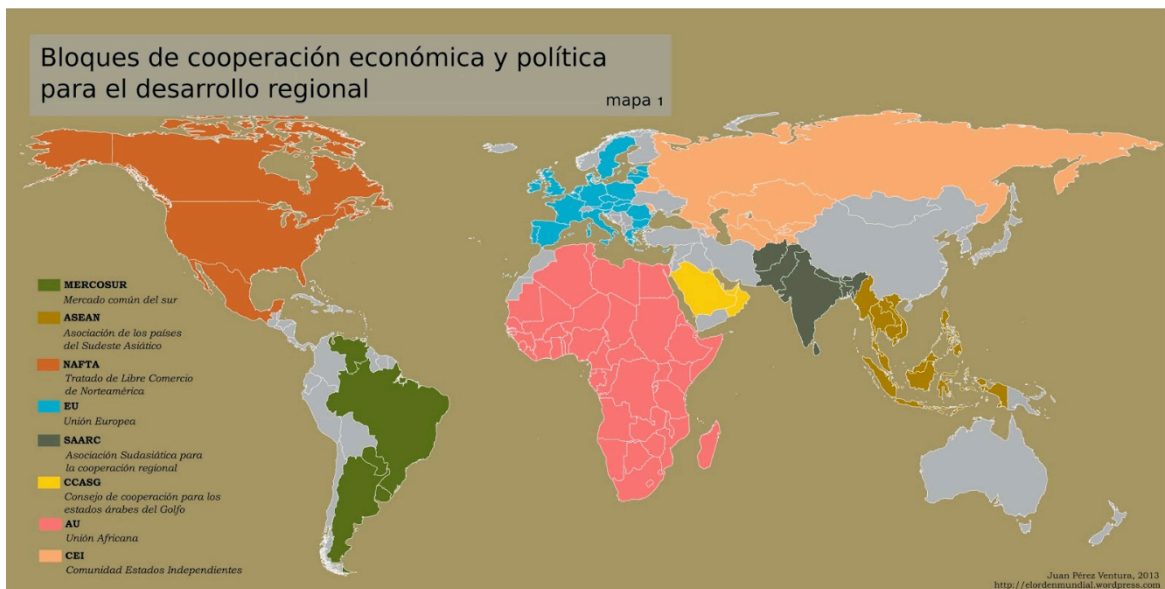 Bloques de cooperación económica y política
para el desarrollo regional
mapa 1
MERCOSUR
Mercado común del sur
ASEAN
Asociación de los países
del Sudeste Asiático
NAFTA
Tratado de Libre Comercio
de Norteamérica
EU
Unión Europea
SAARC
Asociación Sudasiática para
la cooperación regional
CCASG
Consejo de cooperación para los
estados árabes del Golfo
AU
Unión Africana
CEI
Comunidad Estados Independientes
Juan Pérez Ventura, 2013
http://elordenmundial.wordpress.com